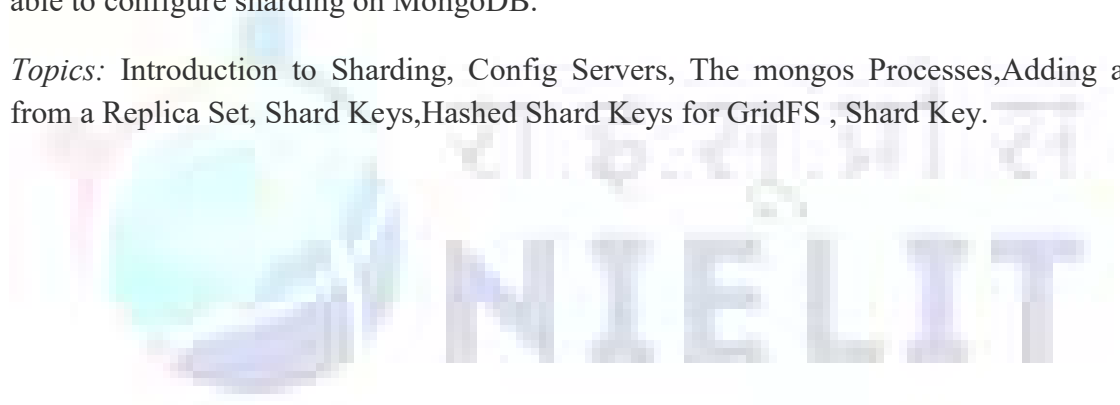 able to configure sharding on MongoDB.
Topics: Introduction to Sharding, Config Servers, The mongos Processes,Adding a
from a Replica Set, Shard Keys,Hashed Shard Keys for GridFS , Shard Key.
NIELIT